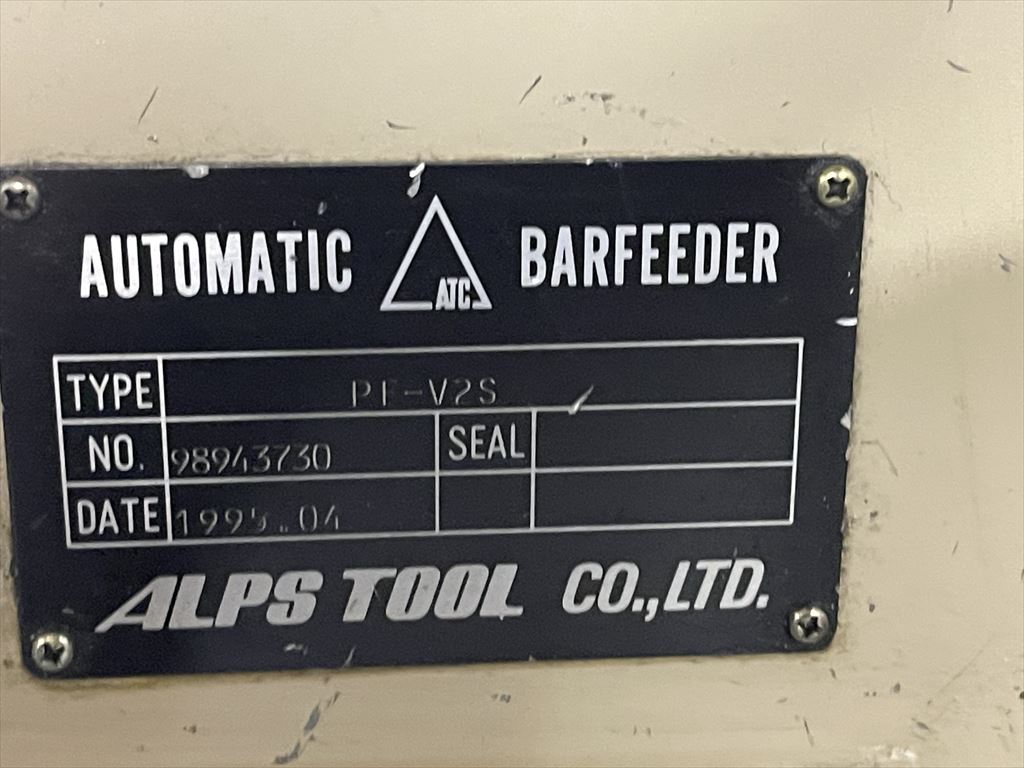 AUTOMATIC ATC BARFEEDER
TYPE PF-V2S
NO. 98943730 SEAL
DATE 1995.04
ALPS TOOL CO.,LTD.